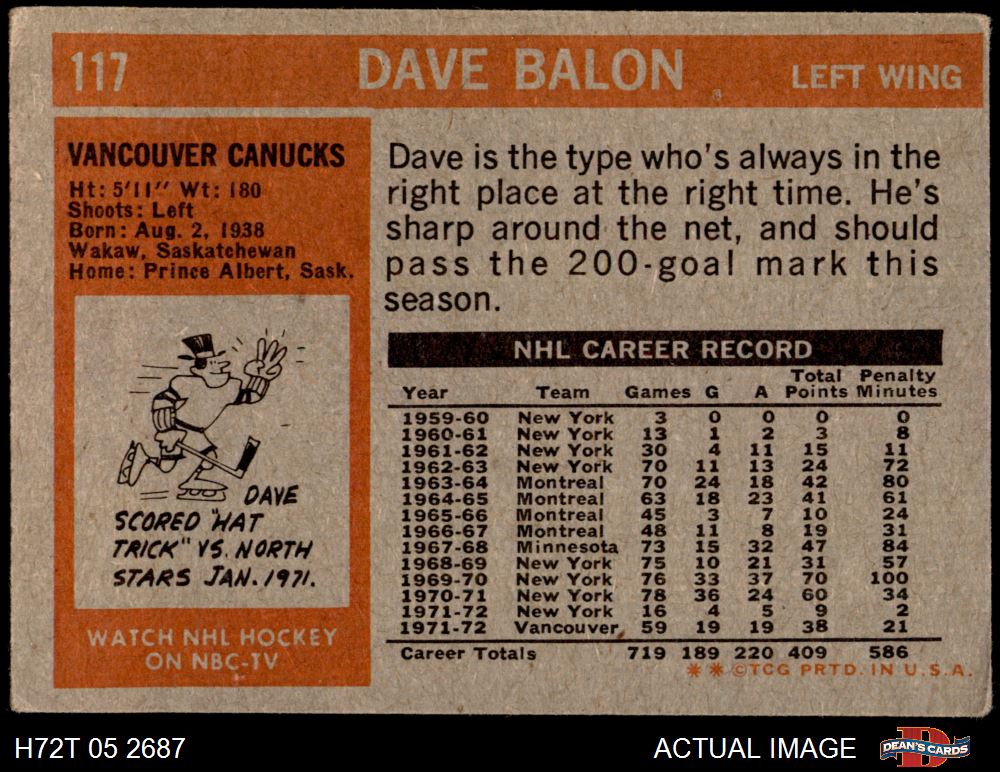 117 DAVE BALON LEFT WING
VANCOUVER CANUCKS
Ht: 5'11" Wt: 180
Shoots: Left
Born: Aug. 2, 1938
Wakaw, Saskatchewan
Home: Prince Albert, Sask.
DAVE
SCORED "HAT
TRICK" VS. NORTH
STARS JAN. 1971.
WATCH NHL HOCKEY
ON NBC-TV
Dave is the type who's always in the
right place at the right time. He's
sharp around the net, and should
pass the 200-goal mark this
season.
NHL CAREER RECORD
Total Penalty
Year Team Games G A Points Minutes
1959-60 New York 3 0 0 0 0
1960-61 New York 13 1 2 3 8
1961-62 New York 30 4 11 15 11
1962-63 New York 70 11 13 24 72
1963-64 Montreal 70 24 18 42 80
1964-65 Montreal 63 18 23 41 61
1965-66 Montreal 45 3 7 10 24
1966-67 Montreal 48 11 8 19 31
1967-68 Minnesota 73 15 32 47 84
1968-69 New York 75 10 21 31 57
1969-70 New York 76 33 37 70 100
1970-71 New York 78 36 24 60 34
1971-72 New York 16 4 5 9 2
1971-72 Vancouver 59 19 19 38 21
Career Totals 719 189 220 409 586
* * ©TCG PRTD. IN U.S.A.
H72T 05 2687 ACTUAL IMAGE DEAN'S CARDS